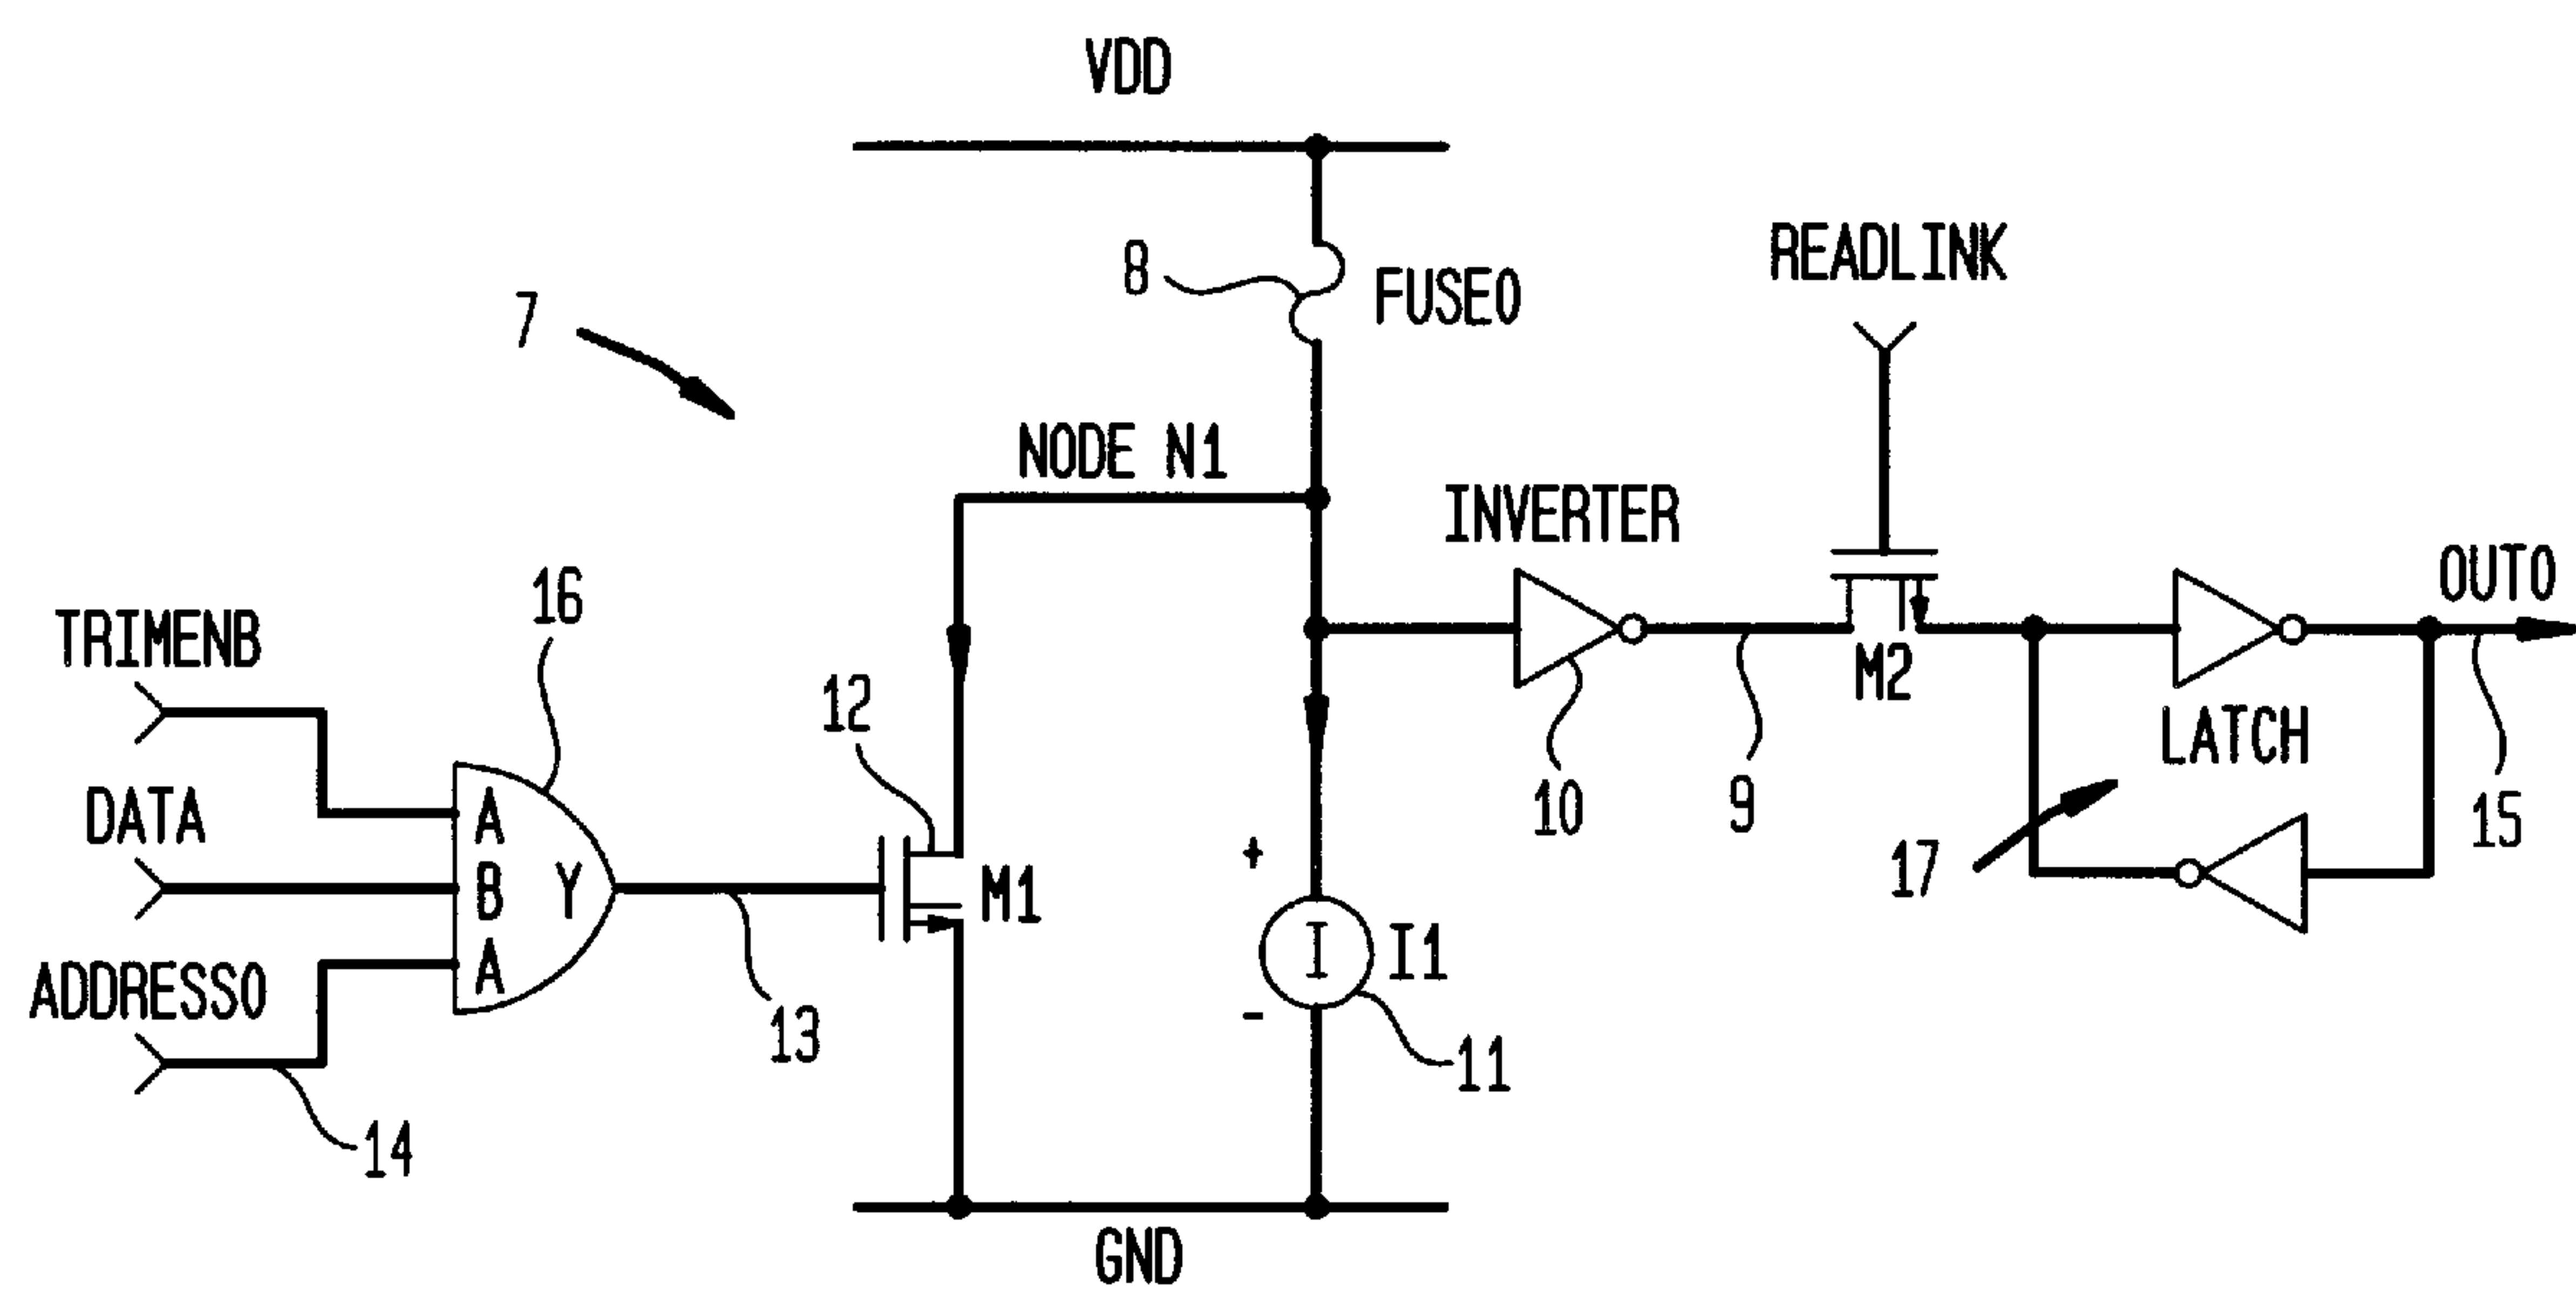 VDD
8
FUSE0
READLINK
7
NODE N1
INVERTER
16
OUT0
TRIMENB
12
M2
LATCH
DATA
A
B
Y
A
M1
10
9
17
15
ADDRESS0
+
I
I1
-
13
11
14
GND